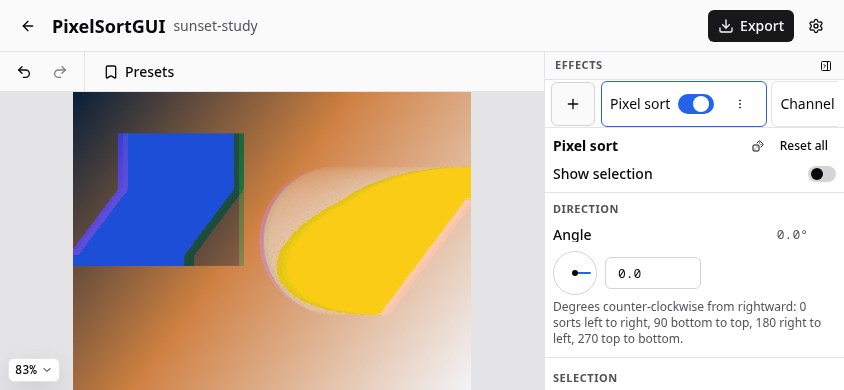 PixelSortGUI sunset-study
Export
Presets
EFFECTS
Pixel sort
Channel
Pixel sort
Reset all
Show selection
DIRECTION
Angle
0.0°
0.0
Degrees counter-clockwise from rightward: 0
sorts left to right, 90 bottom to top, 180 right to
left, 270 top to bottom.
SELECTION
83%